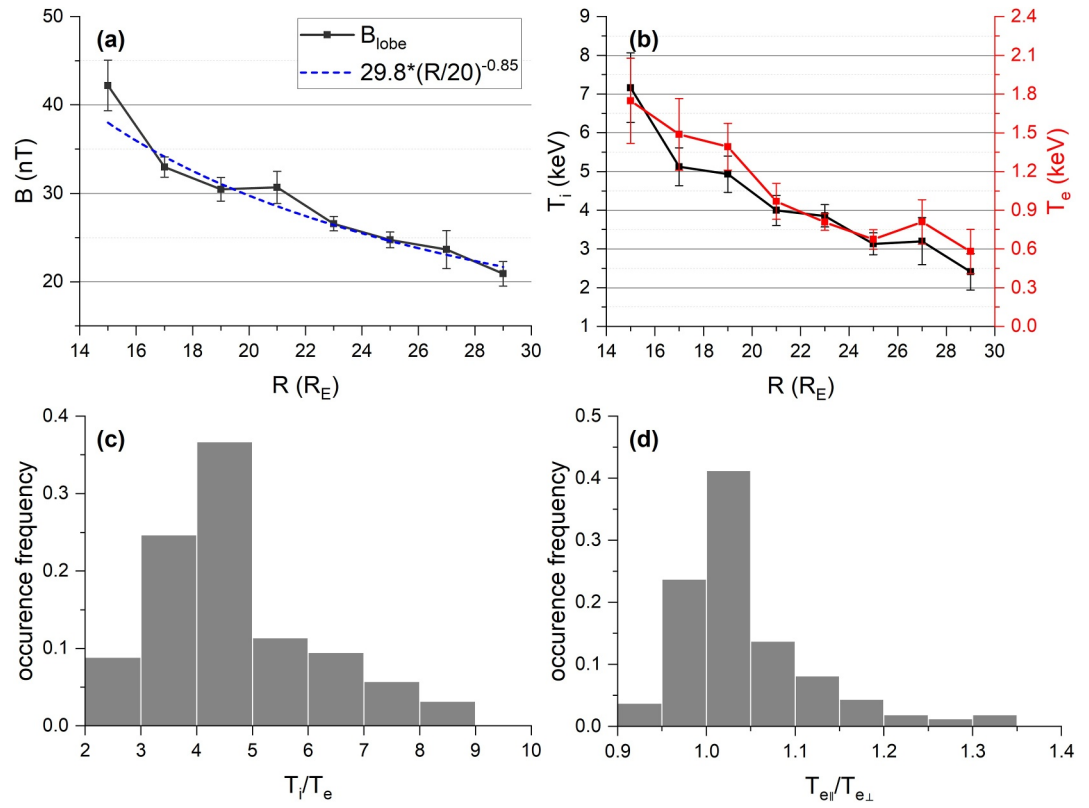 (a)
B_lobe
29.8*(R/20)^-0.85
50
40
30
20
B (nT)
14 16 18 20 22 24 26 28 30
R (R_E)
(b)
9
8
7
6
5
4
3
2
1
T_i (keV)
2.4
2.1
1.8
1.5
1.2
0.9
0.6
0.3
0.0
T_e (keV)
14 16 18 20 22 24 26 28 30
R (R_E)
(c)
0.4
0.3
0.2
0.1
0.0
occurence frequency
2 3 4 5 6 7 8 9 10
T_i/T_e
(d)
0.5
0.4
0.3
0.2
0.1
0.0
occurence frequency
0.9 1.0 1.1 1.2 1.3 1.4
T_e∥/T_e⊥